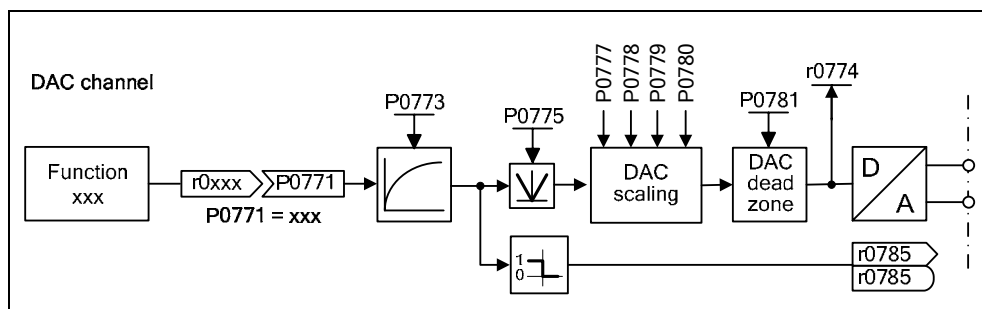 DAC channel
Function
xxx
r0xxx
P0771
P0771 = xxx
P0773
P0775
P0777
P0778
P0779
P0780
DAC
scaling
P0781
DAC
dead
zone
r0774
D
A
1
0
r0785
r0785